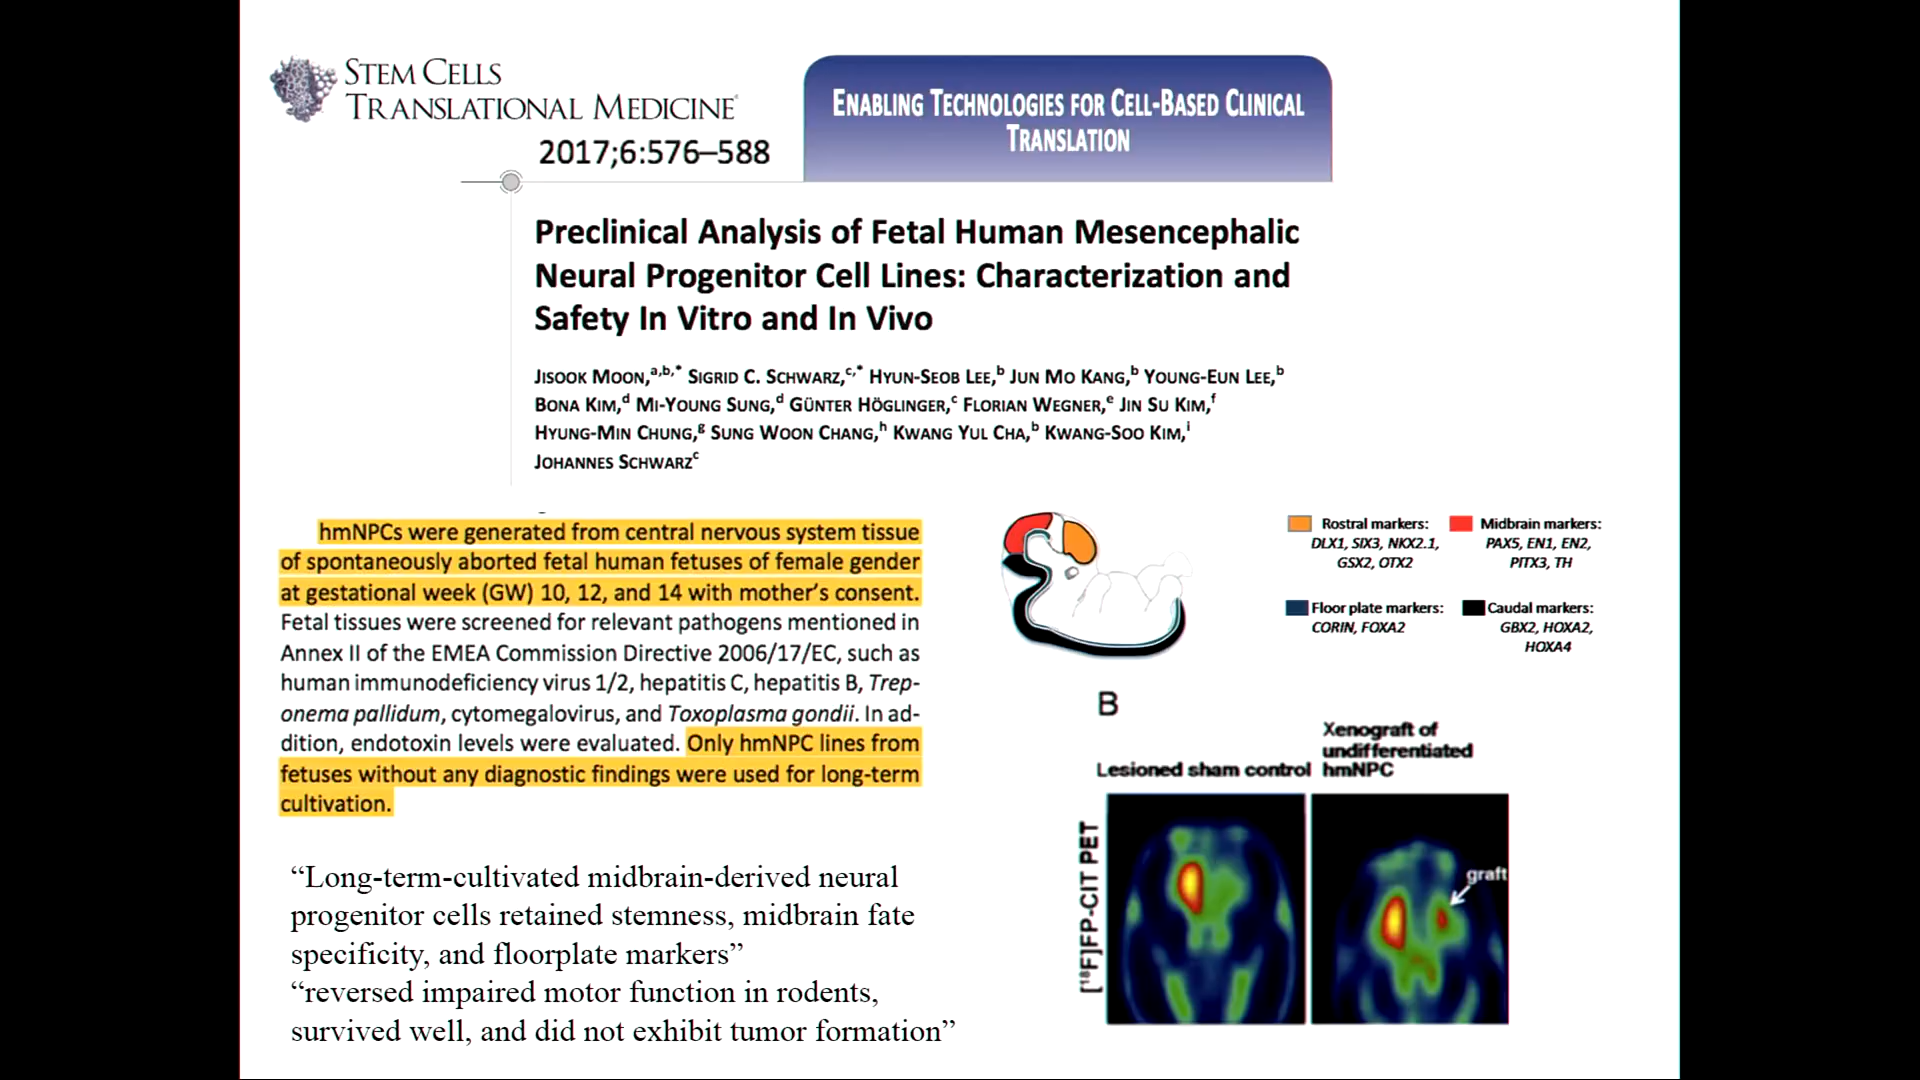 STEM CELLS
TRANSLATIONAL MEDICINE®
2017;6:576–588
ENABLING TECHNOLOGIES FOR CELL-BASED CLINICAL
TRANSLATION
Preclinical Analysis of Fetal Human Mesencephalic
Neural Progenitor Cell Lines: Characterization and
Safety In Vitro and In Vivo
JISOOK MOON,a,b,* SIGRID C. SCHWARZ,c,* HYUN-SEOB LEE,b JUN MO KANG,b YOUNG-EUN LEE,b
BONA KIM,d MI-YOUNG SUNG,d GÜNTER HÖGLINGER,c FLORIAN WEGNER,e JIN SU KIM,f
HYUNG-MIN CHUNG,g SUNG WOON CHANG,h KWANG YUL CHA,b KWANG-SOO KIM,i
JOHANNES SCHWARZc
hmNPCs were generated from central nervous system tissue
of spontaneously aborted fetal human fetuses of female gender
at gestational week (GW) 10, 12, and 14 with mother's consent.
Fetal tissues were screened for relevant pathogens mentioned in
Annex II of the EMEA Commission Directive 2006/17/EC, such as
human immunodeficiency virus 1/2, hepatitis C, hepatitis B, Trep-
onema pallidum, cytomegalovirus, and Toxoplasma gondii. In ad-
dition, endotoxin levels were evaluated. Only hmNPC lines from
fetuses without any diagnostic findings were used for long-term
cultivation.
“Long-term-cultivated midbrain-derived neural
progenitor cells retained stemness, midbrain fate
specificity, and floorplate markers”
“reversed impaired motor function in rodents,
survived well, and did not exhibit tumor formation”
Rostral markers:
DLX1, SIX3, NKX2.1,
GSX2, OTX2
Midbrain markers:
PAX5, EN1, EN2,
PITX3, TH
Floor plate markers:
CORIN, FOXA2
Caudal markers:
GBX2, HOXA2,
HOXA4
B
Lesioned sham control
Xenograft of
undifferentiated
hmNPC
[18F]FP-CIT PET
graft